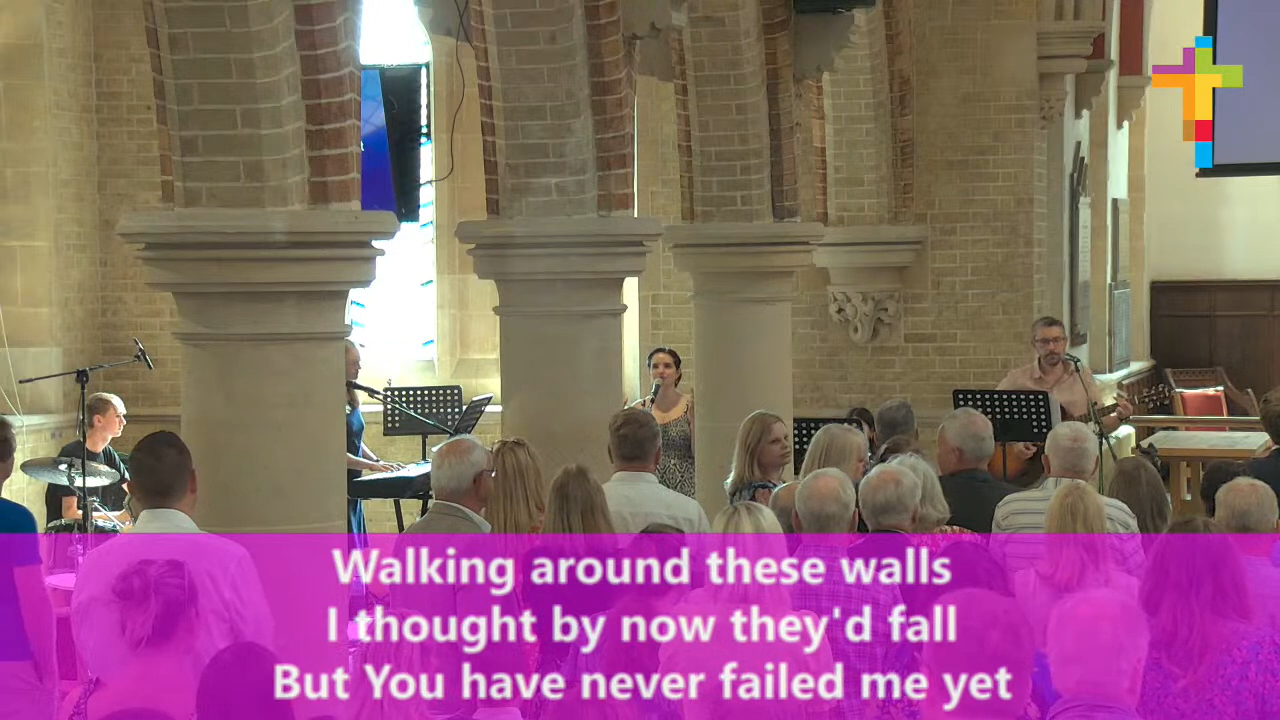 Walking around these walls
I thought by now they'd fall
But You have never failed me yet